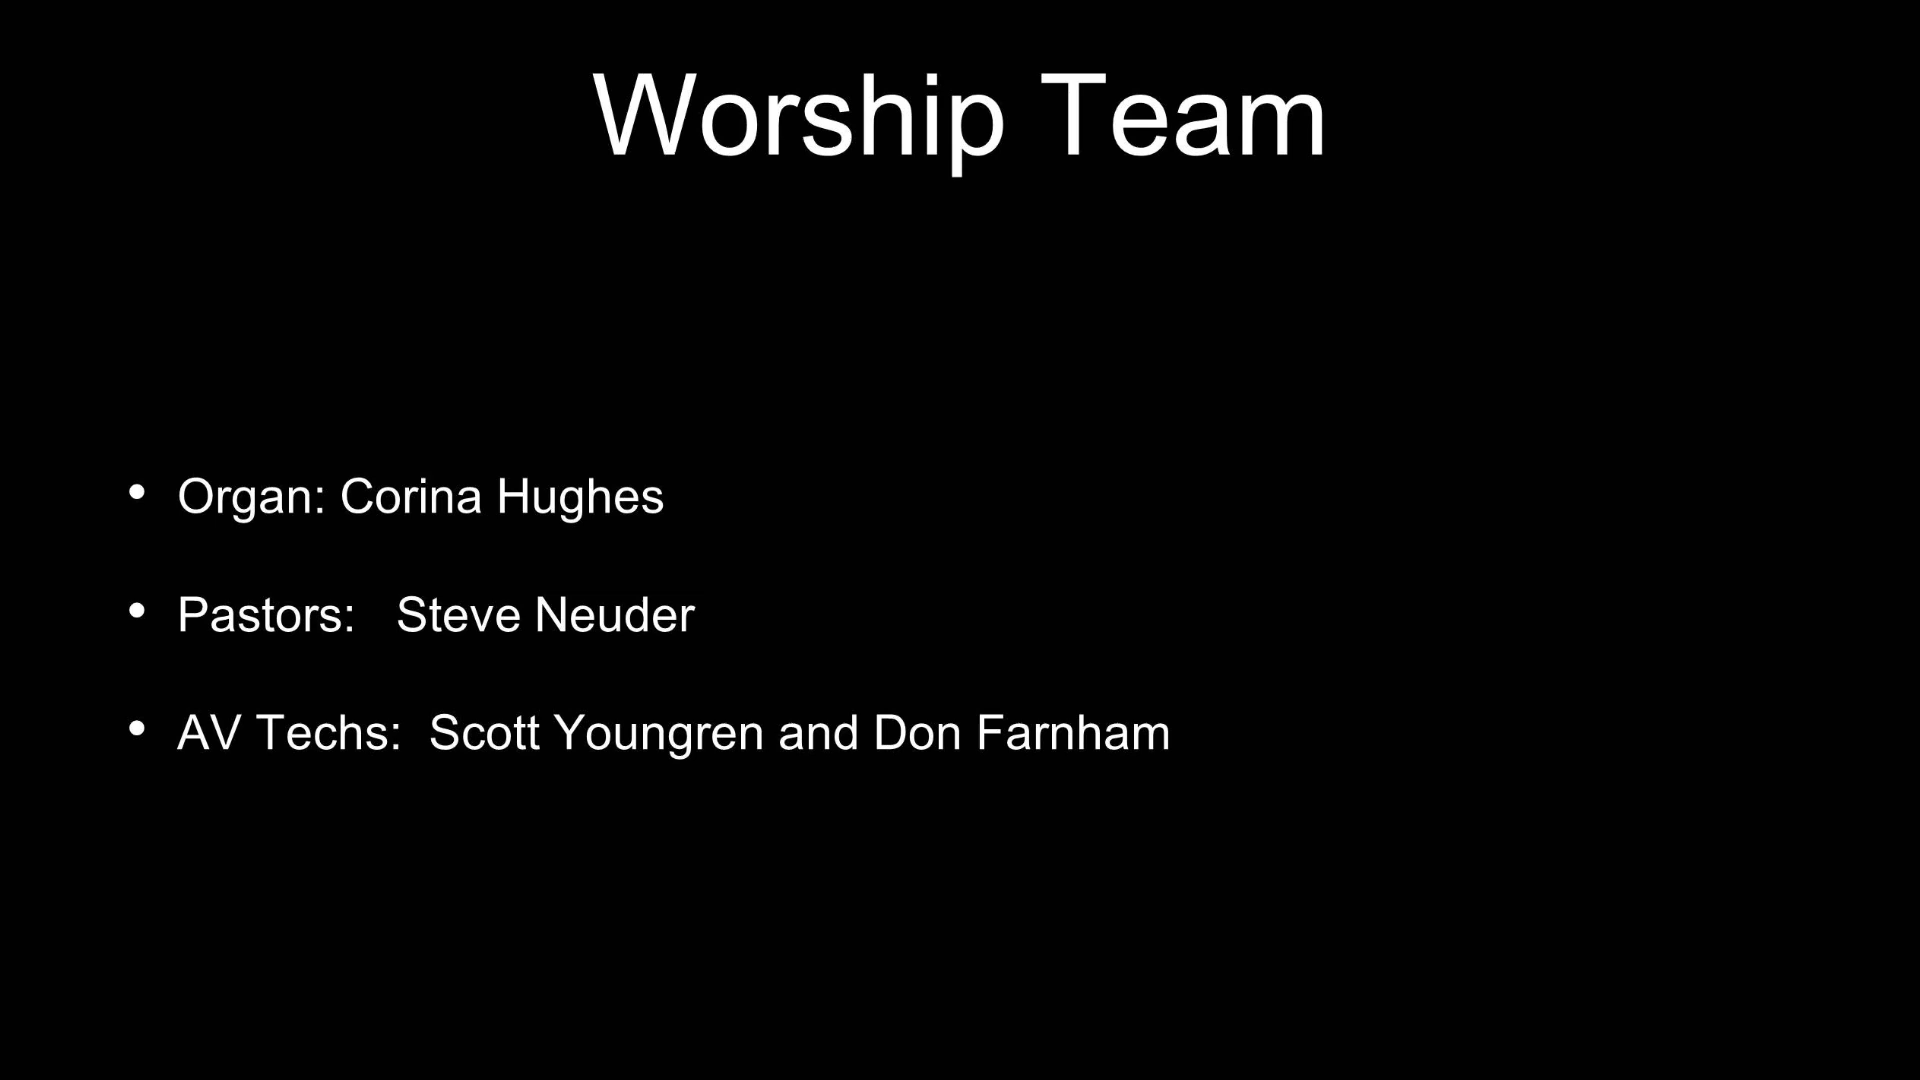 Worship Team
• Organ: Corina Hughes
• Pastors:   Steve Neuder
• AV Techs:  Scott Youngren and Don Farnham